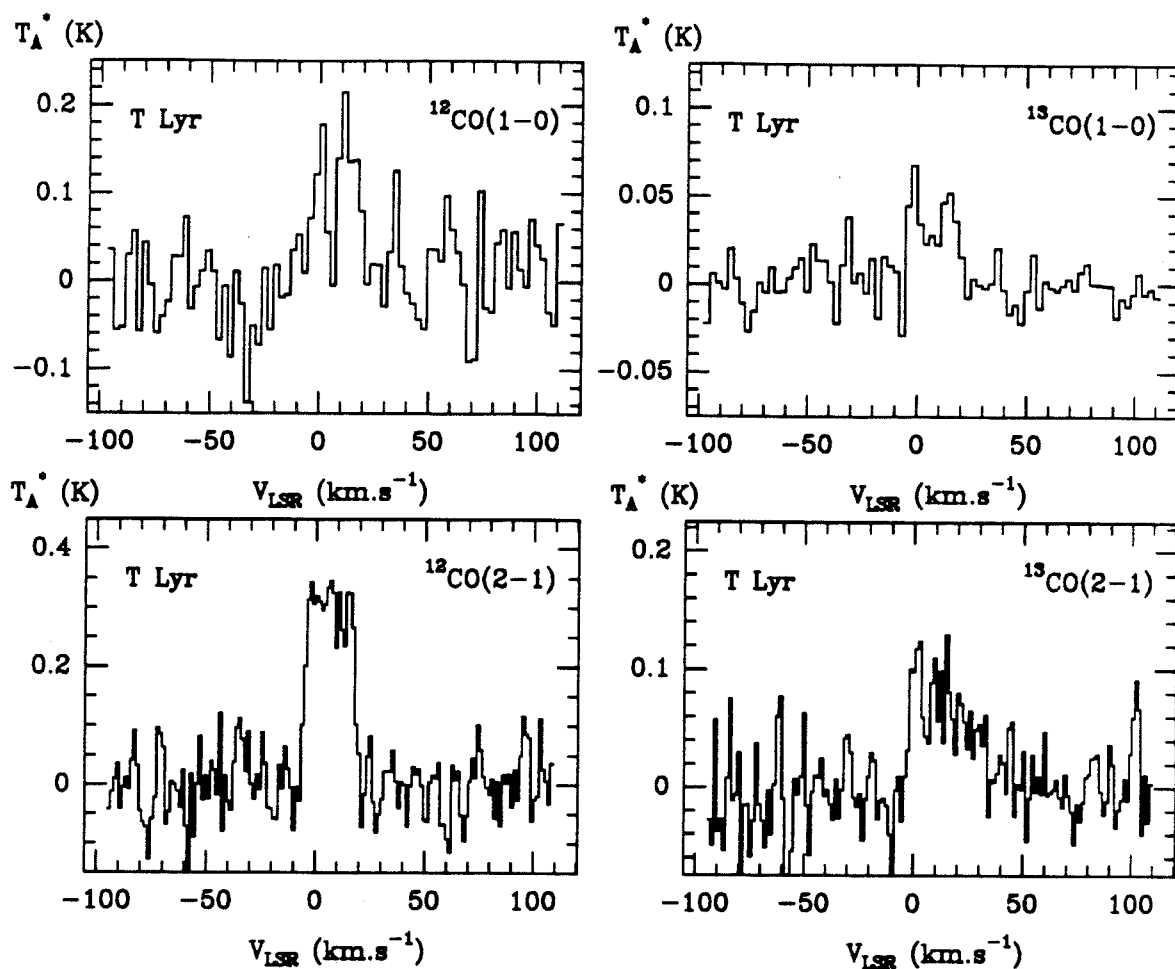 T_A^* (K)
T Lyr
¹²CO(1−0)
0.2
0.1
0
−0.1
−100 −50 0 50 100
V_LSR (km.s⁻¹)
T_A^* (K)
T Lyr
¹³CO(1−0)
0.1
0.05
0
−0.05
−100 −50 0 50 100
V_LSR (km.s⁻¹)
T_A^* (K)
T Lyr
¹²CO(2−1)
0.4
0.2
0
−100 −50 0 50 100
V_LSR (km.s⁻¹)
T_A^* (K)
T Lyr
¹³CO(2−1)
0.2
0.1
0
−100 −50 0 50 100
V_LSR (km.s⁻¹)